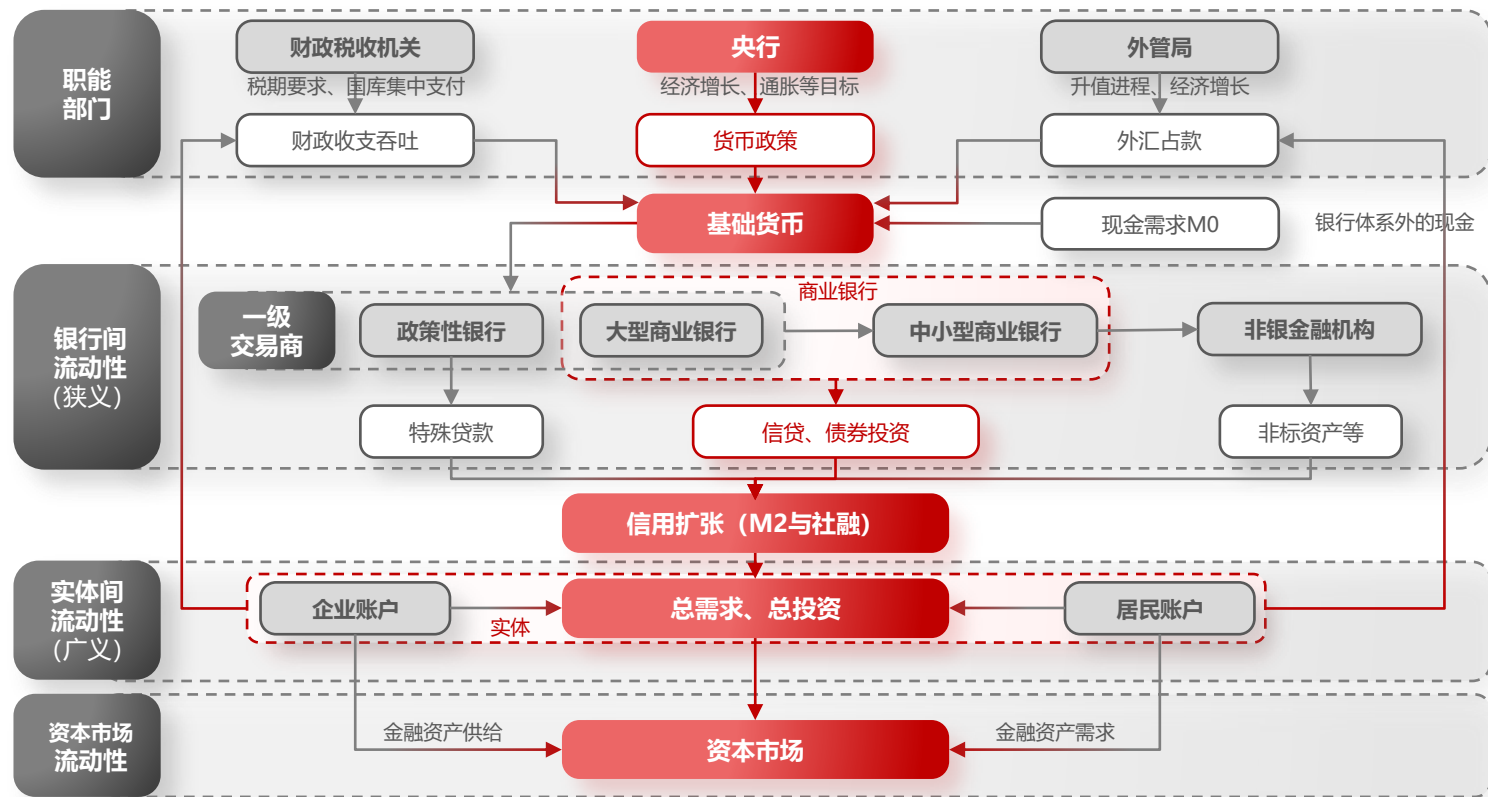 职能
部门
财政税收机关
央行
外管局
税期要求、国库集中支付
经济增长、通胀等目标
升值进程、经济增长
财政收支吞吐
货币政策
外汇占款
基础货币
现金需求M0
银行体系外的现金
银行间
流动性
（狭义）
商业银行
一级
交易商
政策性银行
大型商业银行
中小型商业银行
非银金融机构
特殊贷款
信贷、债券投资
非标资产等
信用扩张（M2与社融）
实体间
流动性
（广义）
企业账户
总需求、总投资
居民账户
实体
资本市场
流动性
金融资产供给
资本市场
金融资产需求